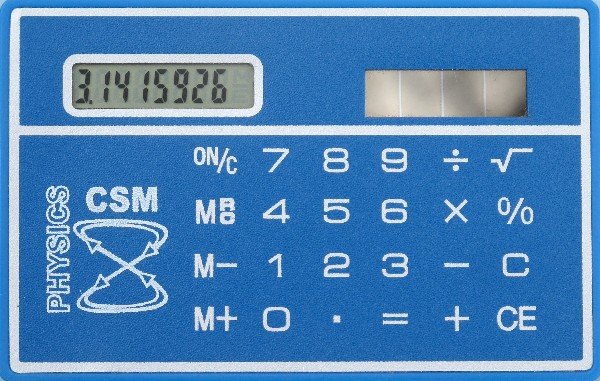 3.1415926
ON/C 7 8 9 ÷ √
PHYSICS
CSM
MRC 4 5 6 × %
M− 1 2 3 − C
M+ 0 . = + CE